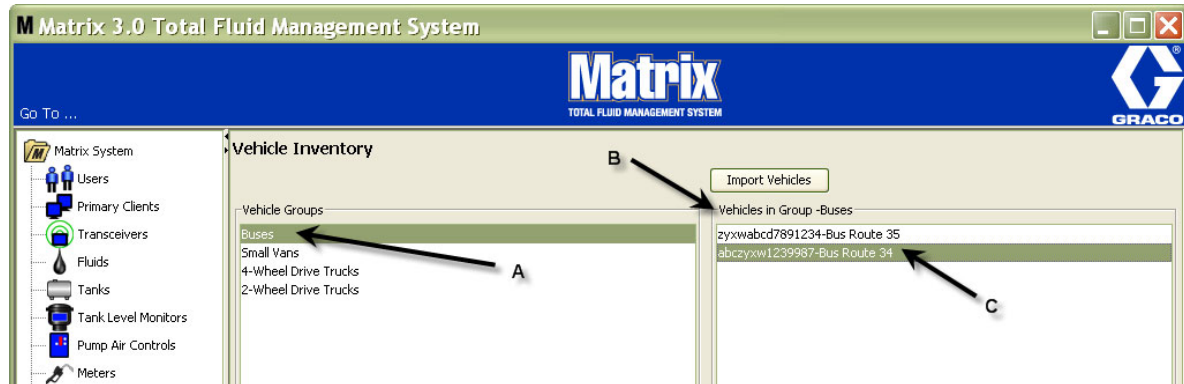 M Matrix 3.0 Total Fluid Management System
Matrix
TOTAL FLUID MANAGEMENT SYSTEM
GRACO
®
Go To ...
M Matrix System
Users
Primary Clients
Transceivers
Fluids
Tanks
Tank Level Monitors
Pump Air Controls
Meters
Vehicle Inventory
B
Import Vehicles
Vehicle Groups
Buses
Small Vans
4-Wheel Drive Trucks
2-Wheel Drive Trucks
A
Vehicles in Group -Buses
zyxwabcd7891234-Bus Route 35
abczyxw1239987-Bus Route 34
C